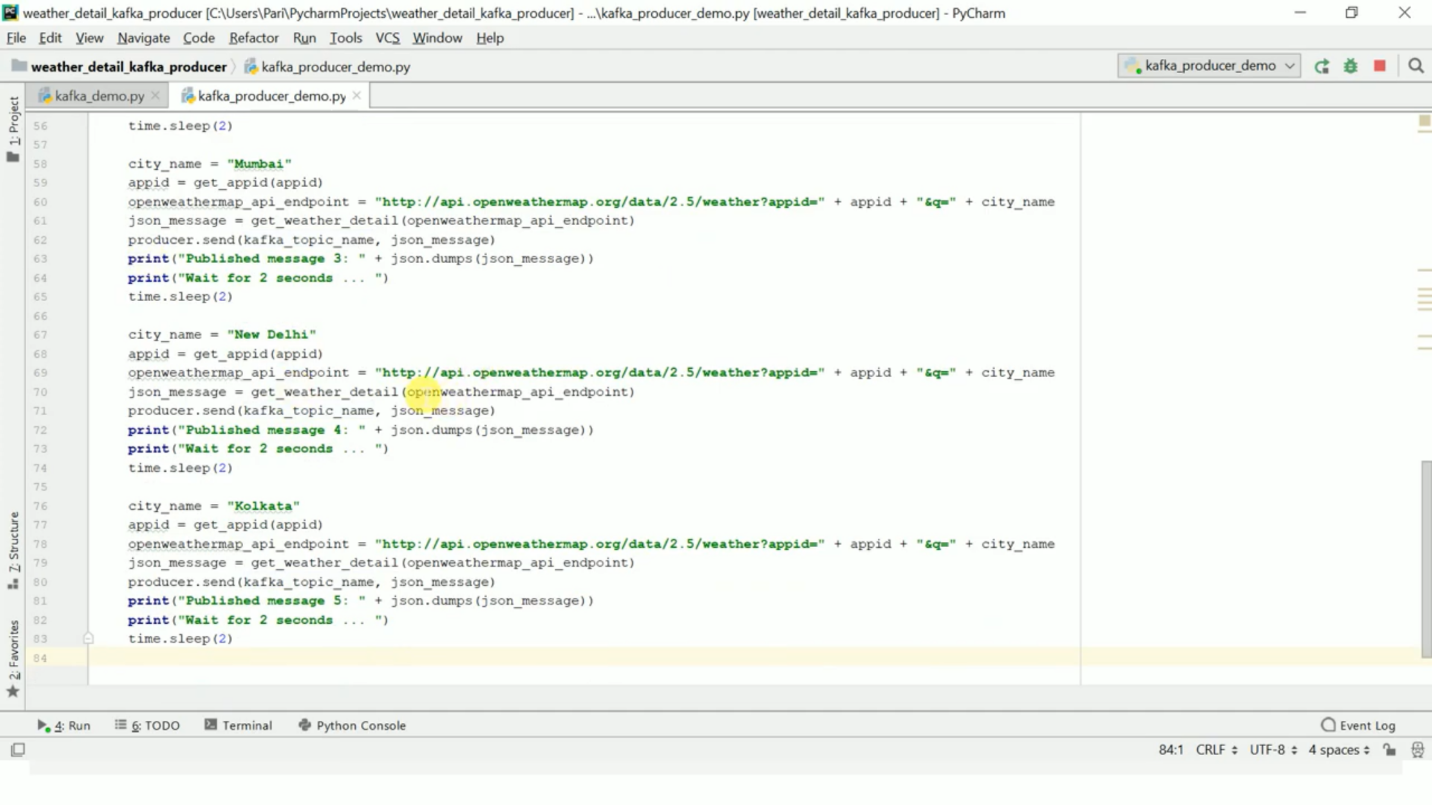 weather_detail_kafka_producer [C:\Users\Pari\PycharmProjects\weather_detail_kafka_producer] - ...\kafka_producer_demo.py [weather_detail_kafka_producer] - PyCharm
File Edit View Navigate Code Refactor Run Tools VCS Window Help
weather_detail_kafka_producer kafka_producer_demo.py kafka_producer_demo
kafka_demo.py kafka_producer_demo.py
1: Project
Z: Structure
2: Favorites
56 time.sleep(2)
57
58 city_name = "Mumbai"
59 appid = get_appid(appid)
60 openweathermap_api_endpoint = "http://api.openweathermap.org/data/2.5/weather?appid=" + appid + "&q=" + city_name
61 json_message = get_weather_detail(openweathermap_api_endpoint)
62 producer.send(kafka_topic_name, json_message)
63 print("Published message 3: " + json.dumps(json_message))
64 print("Wait for 2 seconds ... ")
65 time.sleep(2)
66
67 city_name = "New Delhi"
68 appid = get_appid(appid)
69 openweathermap_api_endpoint = "http://api.openweathermap.org/data/2.5/weather?appid=" + appid + "&q=" + city_name
70 json_message = get_weather_detail(openweathermap_api_endpoint)
71 producer.send(kafka_topic_name, json_message)
72 print("Published message 4: " + json.dumps(json_message))
73 print("Wait for 2 seconds ... ")
74 time.sleep(2)
75
76 city_name = "Kolkata"
77 appid = get_appid(appid)
78 openweathermap_api_endpoint = "http://api.openweathermap.org/data/2.5/weather?appid=" + appid + "&q=" + city_name
79 json_message = get_weather_detail(openweathermap_api_endpoint)
80 producer.send(kafka_topic_name, json_message)
81 print("Published message 5: " + json.dumps(json_message))
82 print("Wait for 2 seconds ... ")
83 time.sleep(2)
84
4: Run 6: TODO Terminal Python Console Event Log
84:1 CRLF UTF-8 4 spaces